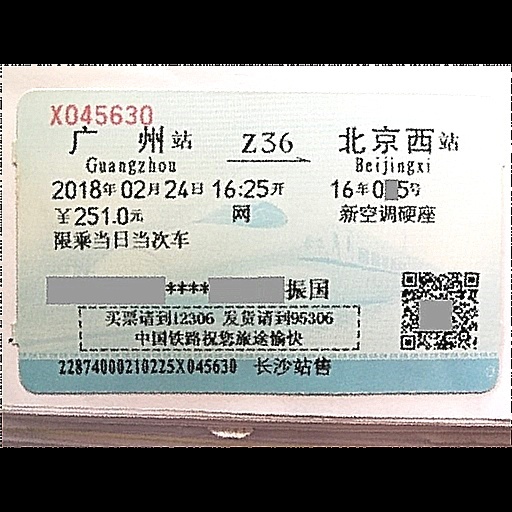 X045630
广 州站 Z36 北京西站
Guangzhou Beijingxi
2018年02月24日 16:25开 16年0 5号
￥251.0元 网 新空调硬座
限乘当日当次车
**** 振国
买票请到12306 发货请到95306
中国铁路祝您旅途愉快
22874000210225X045630 长沙站售